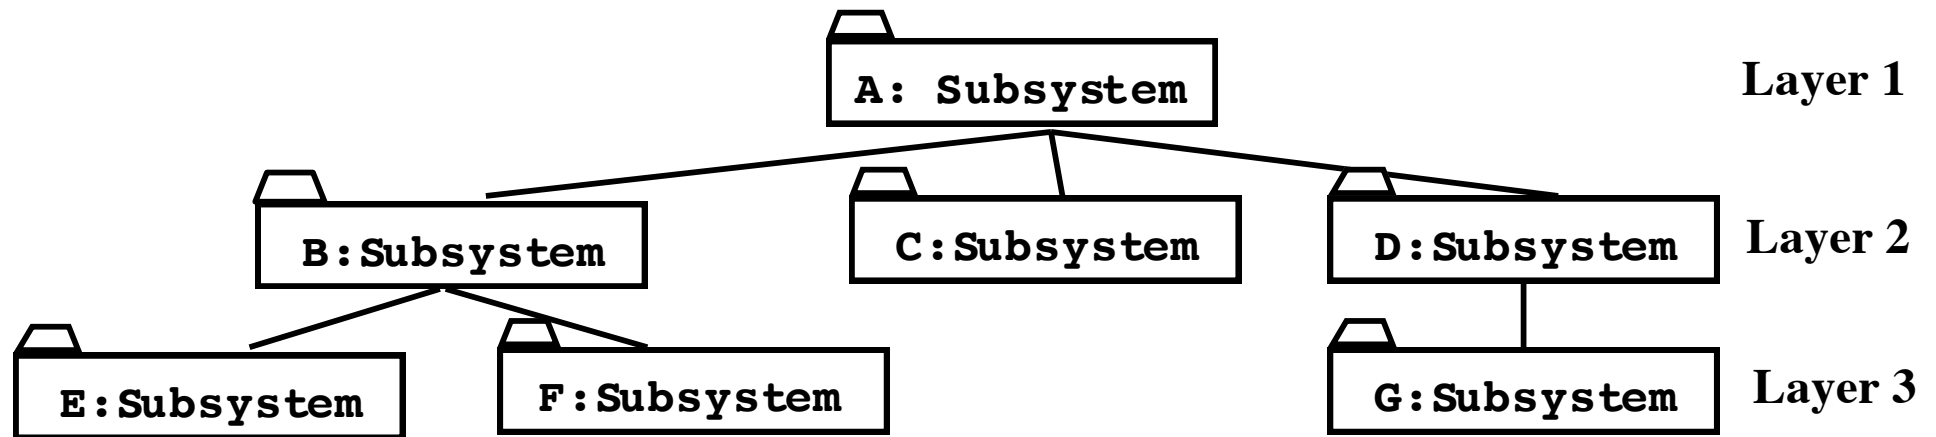 A: Subsystem
Layer 1
B:Subsystem
C:Subsystem
D:Subsystem
Layer 2
E:Subsystem
F:Subsystem
G:Subsystem
Layer 3